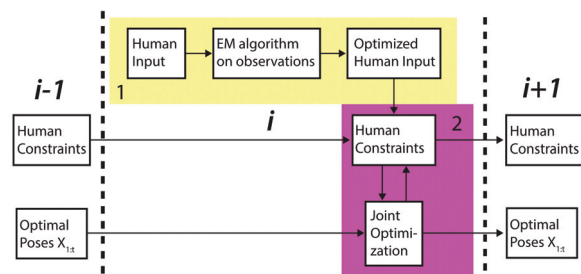 Human
Input
EM algorithm
on observations
Optimized
Human Input
1
i-1
i
i+1
2
Human
Constraints
Human
Constraints
Human
Constraints
Optimal
Poses X1:t
Joint
Optimi-
zation
Optimal
Poses X1:t